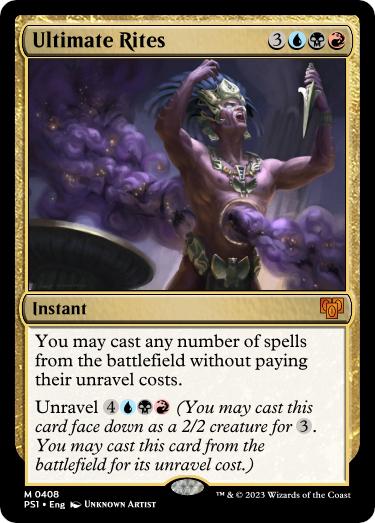 Ultimate Rites 3
Instant
You may cast any number of spells
from the battlefield without paying
their unravel costs.
Unravel 4 (You may cast this
card face down as a 2/2 creature for 3.
You may cast this card from the
battlefield for its unravel cost.)
M 0408
PS1 • Eng Unknown Artist
™ & © 2023 Wizards of the Coast